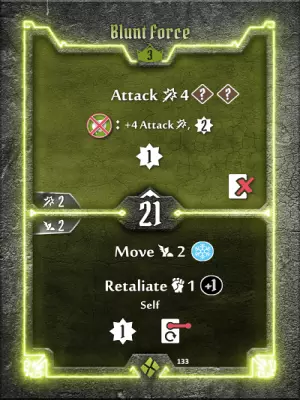 Blunt Force
3
Attack 4 ? ?
: +4 Attack , 2
1
2
21
2
Move 2
Retaliate 1 +1
Self
1
133